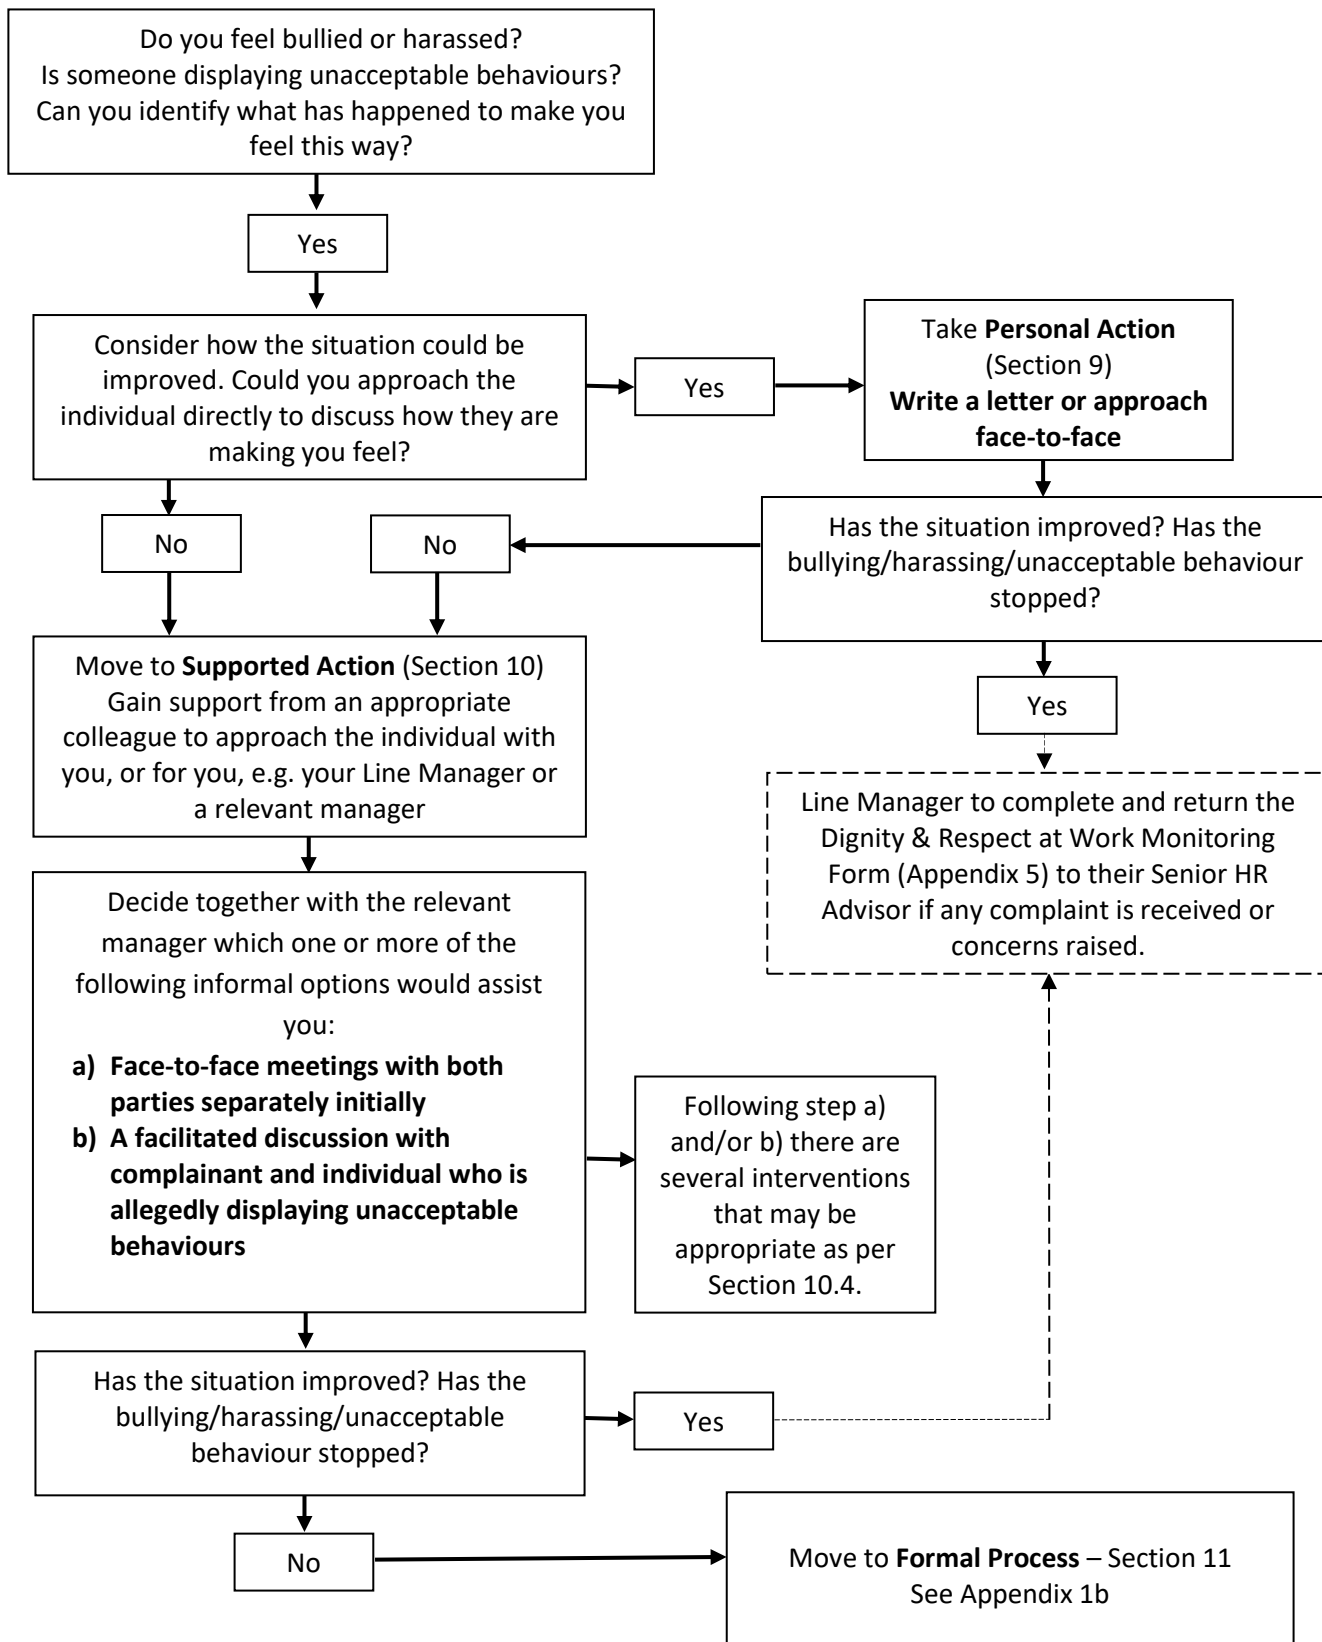 Do you feel bullied or harassed?
Is someone displaying unacceptable behaviours?
Can you identify what has happened to make you
feel this way?
Yes
Consider how the situation could be
improved. Could you approach the
individual directly to discuss how they are
making you feel?
Yes
Take Personal Action
(Section 9)
Write a letter or approach
face-to-face
No
No
Has the situation improved? Has the
bullying/harassing/unacceptable behaviour
stopped?
Move to Supported Action (Section 10)
Gain support from an appropriate
colleague to approach the individual with
you, or for you, e.g. your Line Manager or
a relevant manager
Yes
Line Manager to complete and return the
Dignity & Respect at Work Monitoring
Form (Appendix 5) to their Senior HR
Advisor if any complaint is received or
concerns raised.
Decide together with the relevant
manager which one or more of the
following informal options would assist
you:
a) Face-to-face meetings with both
parties separately initially
b) A facilitated discussion with
complainant and individual who is
allegedly displaying unacceptable
behaviours
Following step a)
and/or b) there are
several interventions
that may be
appropriate as per
Section 10.4.
Has the situation improved? Has the
bullying/harassing/unacceptable
behaviour stopped?
Yes
No
Move to Formal Process – Section 11
See Appendix 1b